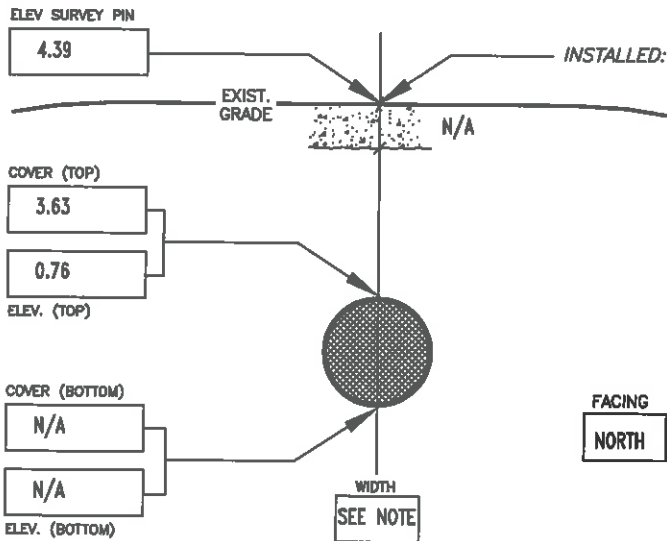 ELEV SURVEY PIN
4.39
INSTALLED:
EXIST.
GRADE
N/A
COVER (TOP)
3.63
0.76
ELEV. (TOP)
COVER (BOTTOM)
N/A
N/A
ELEV. (BOTTOM)
FACING
NORTH
WIDTH
SEE NOTE